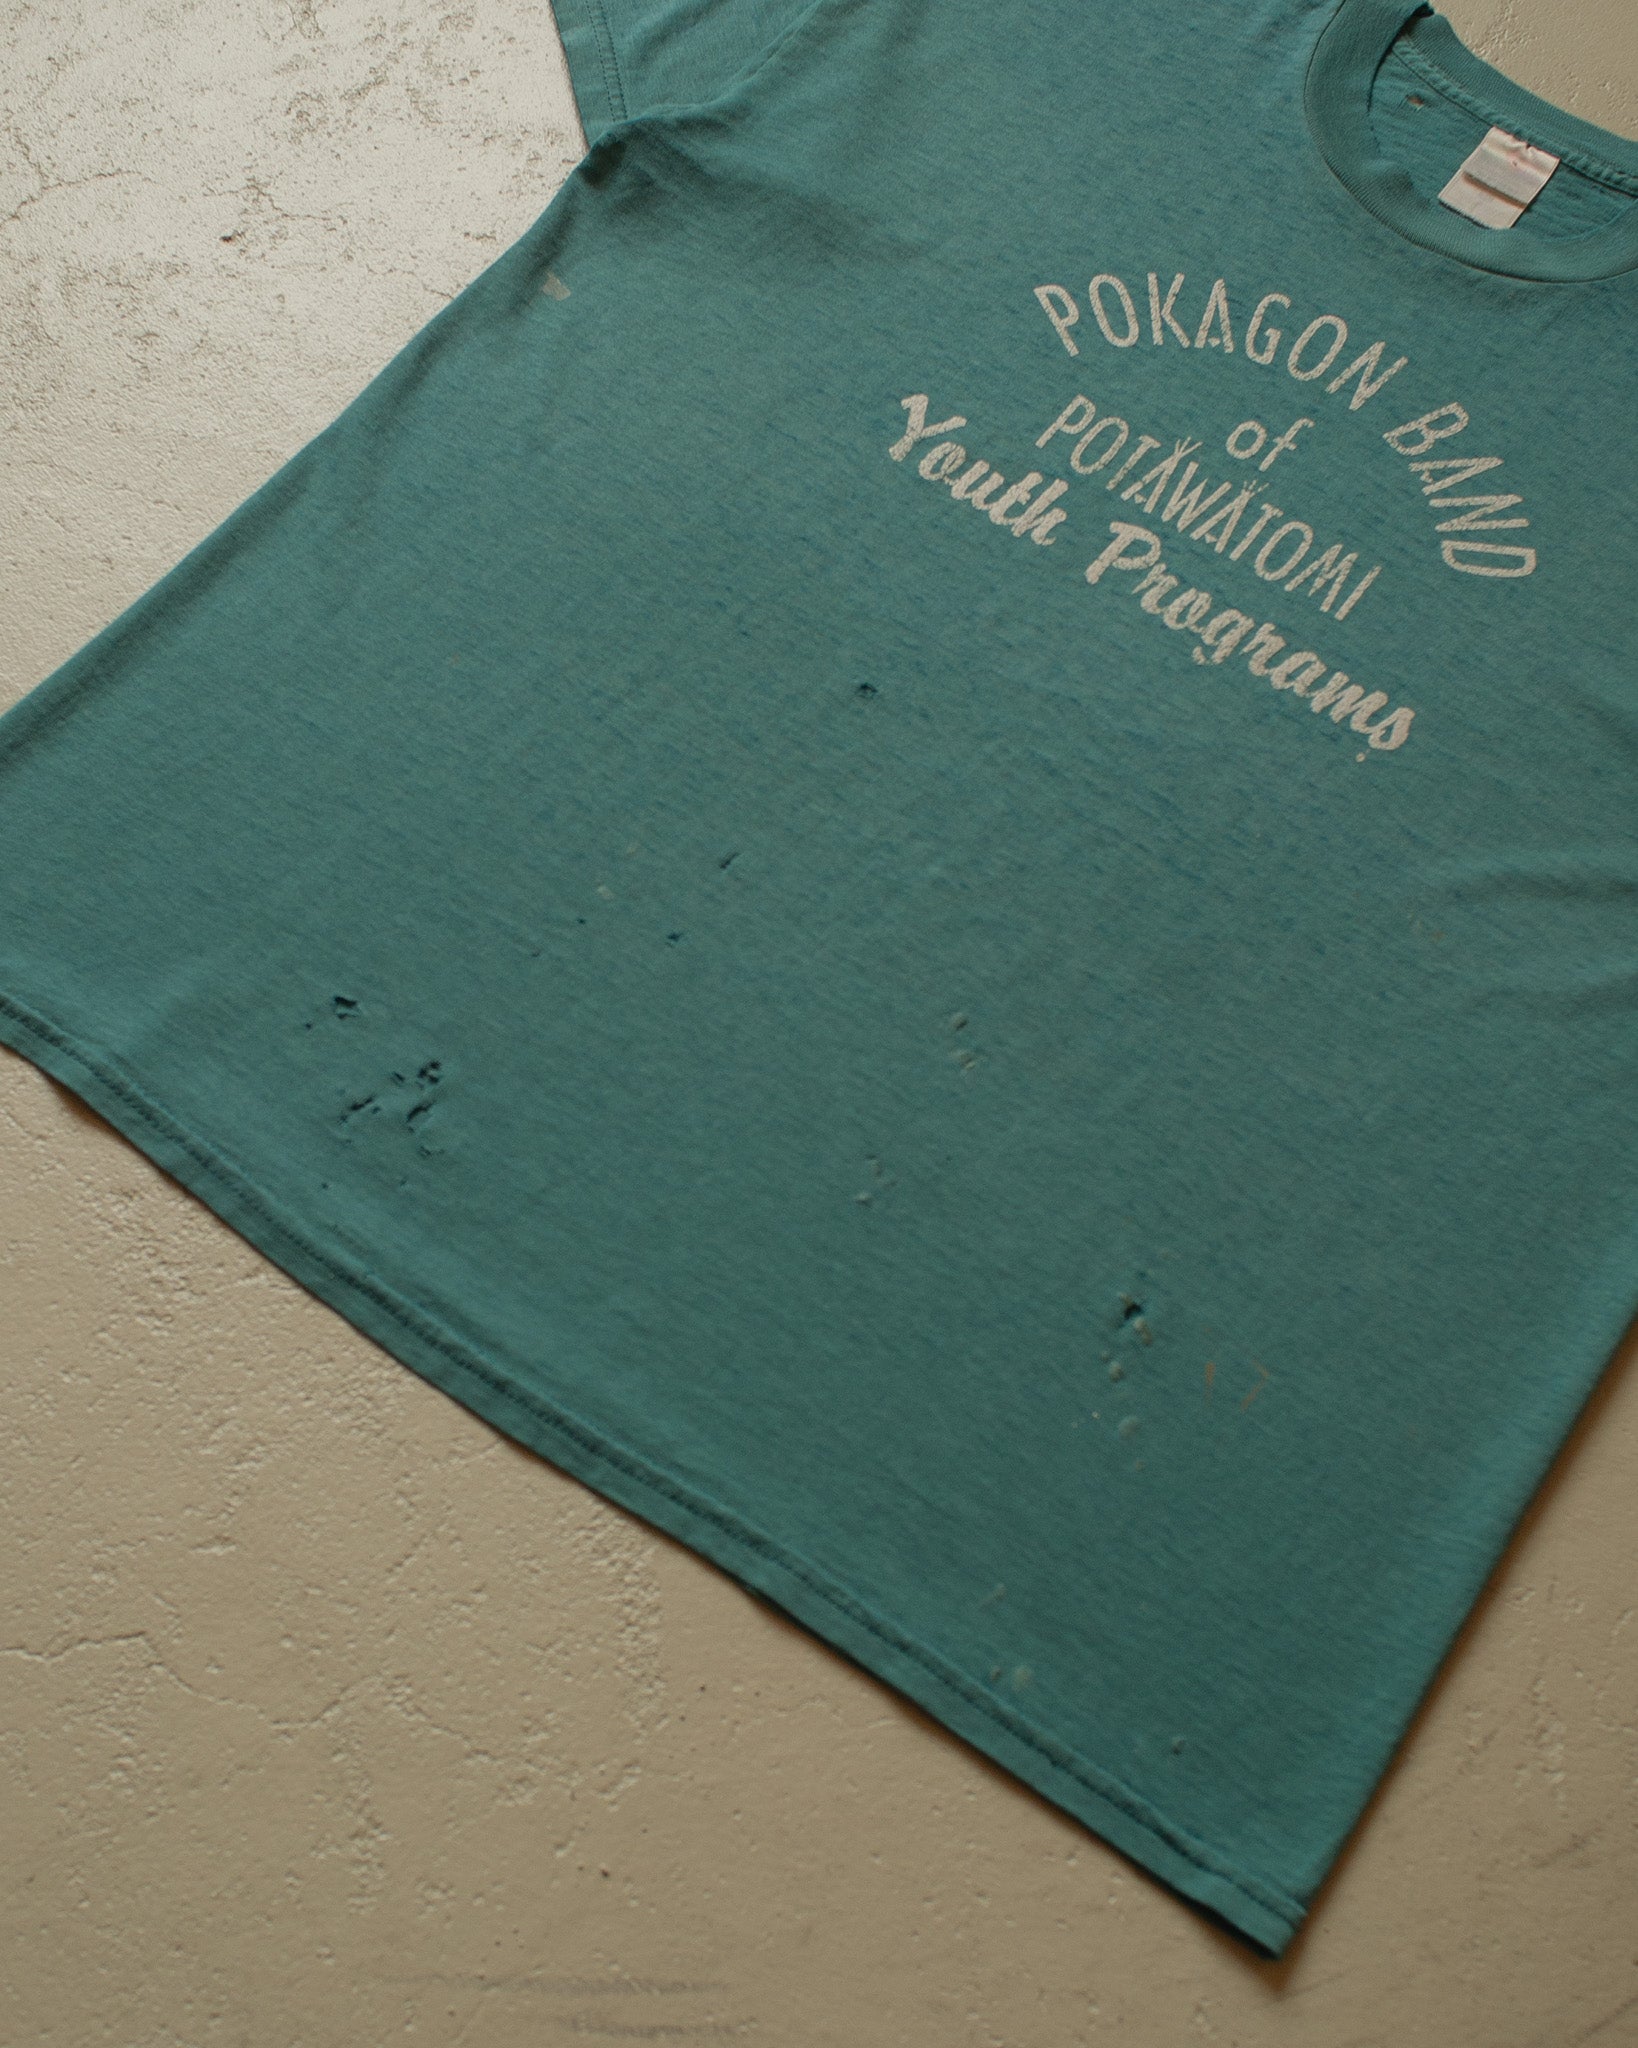 POKAGON BAND
of
POTAWATOMI
Youth Programs